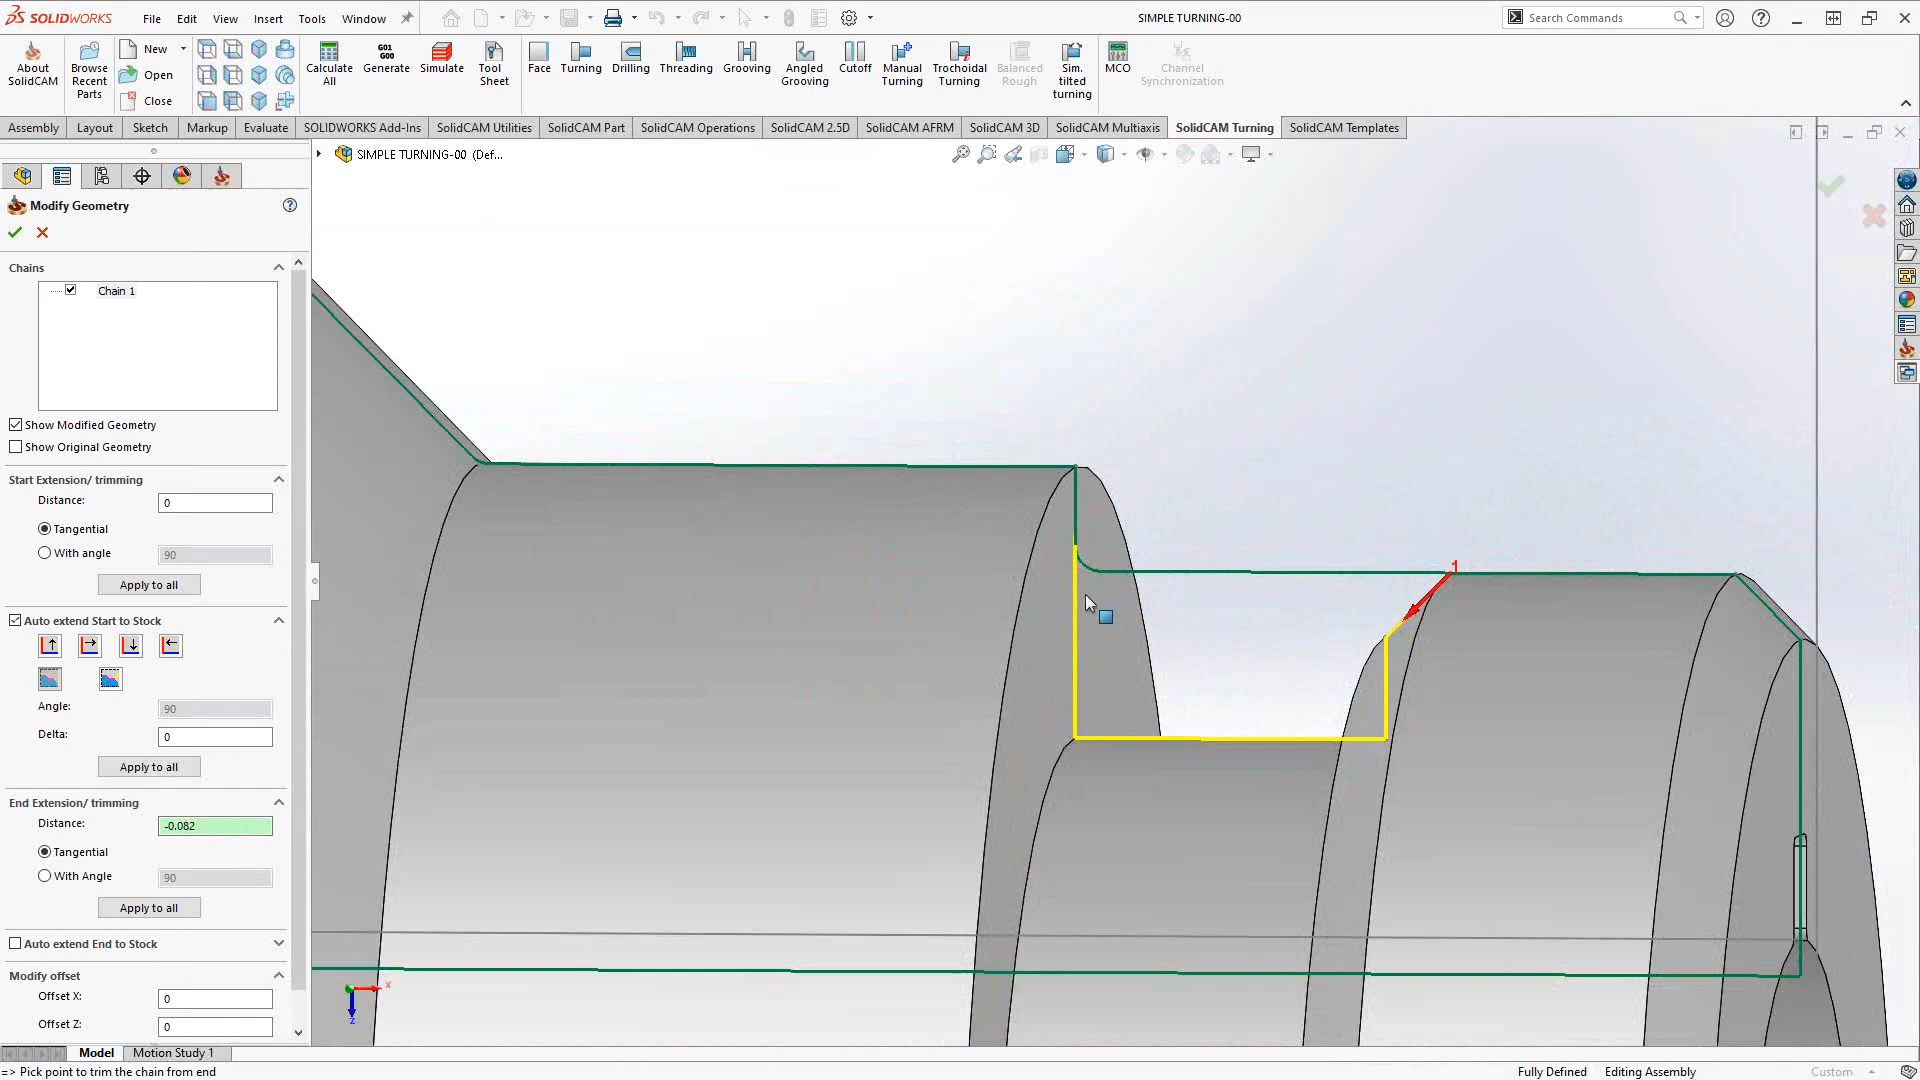 SOLIDWORKS File Edit View Insert Tools Window SIMPLE TURNING-00 Search Commands
About SolidCAM
Browse Recent Parts
New
Open
Close
Calculate All
G01 G00
Generate
Simulate
Tool Sheet
Face
Turning
Drilling
Threading
Grooving
Angled Grooving
Cutoff
Manual Turning
Trochoidal Turning
Balanced Rough
Sim. tilted turning
MCO
Channel Synchronization
Assembly Layout Sketch Markup Evaluate SOLIDWORKS Add-Ins SolidCAM Utilities SolidCAM Part SolidCAM Operations SolidCAM 2.5D SolidCAM AFRM SolidCAM 3D SolidCAM Multiaxis SolidCAM Turning SolidCAM Templates
SIMPLE TURNING-00 (Def...
Modify Geometry
Chains
Chain 1
Show Modified Geometry
Show Original Geometry
Start Extension/ trimming
Distance: 0
Tangential
With angle 90
Apply to all
Auto extend Start to Stock
Angle: 90
Delta: 0
Apply to all
End Extension/ trimming
Distance: -0.082
Tangential
With Angle 90
Apply to all
Auto extend End to Stock
Modify offset
Offset X: 0
Offset Z: 0
1
x
z
Model Motion Study 1
=> Pick point to trim the chain from end Fully Defined Editing Assembly Custom